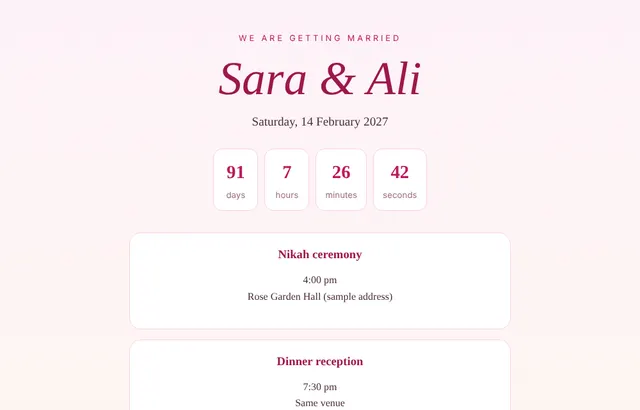 WE ARE GETTING MARRIED
Sara & Ali
Saturday, 14 February 2027
91 7 26 42
days hours minutes seconds
Nikah ceremony
4:00 pm
Rose Garden Hall (sample address)
Dinner reception
7:30 pm
Same venue